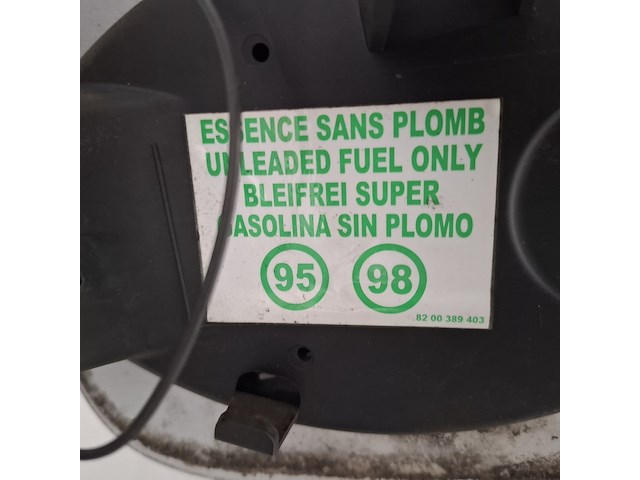 ESSENCE SANS PLOMB
UNLEADED FUEL ONLY
BLEIFREI SUPER
GASOLINA SIN PLOMO
95 98
82 00 389 403